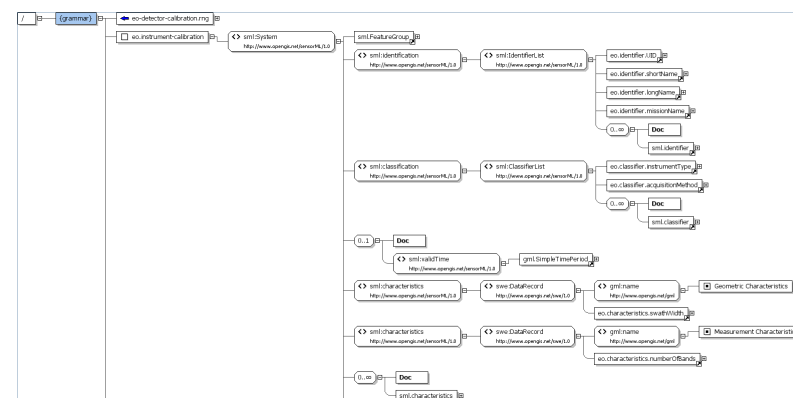 /
{grammar}
eo-detector-calibration.rng
eo.instrument-calibration
sml:System
http://www.opengis.net/sensorML/1.0
sml.FeatureGroup
sml:identification
http://www.opengis.net/sensorML/1.0
sml:IdentifierList
http://www.opengis.net/sensorML/1.0
eo.identifier.UID
eo.identifier.shortName
eo.identifier.longName
eo.identifier.missionName
0..∞
Doc
sml.identifier
sml:classification
http://www.opengis.net/sensorML/1.0
sml:ClassifierList
http://www.opengis.net/sensorML/1.0
eo.classifier.instrumentType
eo.classifier.acquisitionMethod
0..∞
Doc
sml.classifier
0..1
Doc
sml:validTime
http://www.opengis.net/sensorML/1.0
gml.SimpleTimePeriod
sml:characteristics
http://www.opengis.net/sensorML/1.0
swe:DataRecord
http://www.opengis.net/swe/1.0
gml:name
http://www.opengis.net/gml
Geometric Characteristics
eo.characteristics.swathWidth
sml:characteristics
http://www.opengis.net/sensorML/1.0
swe:DataRecord
http://www.opengis.net/swe/1.0
gml:name
http://www.opengis.net/gml
Measurement Characteristi
eo.characteristics.numberOfBands
0..∞
Doc
sml.characteristics